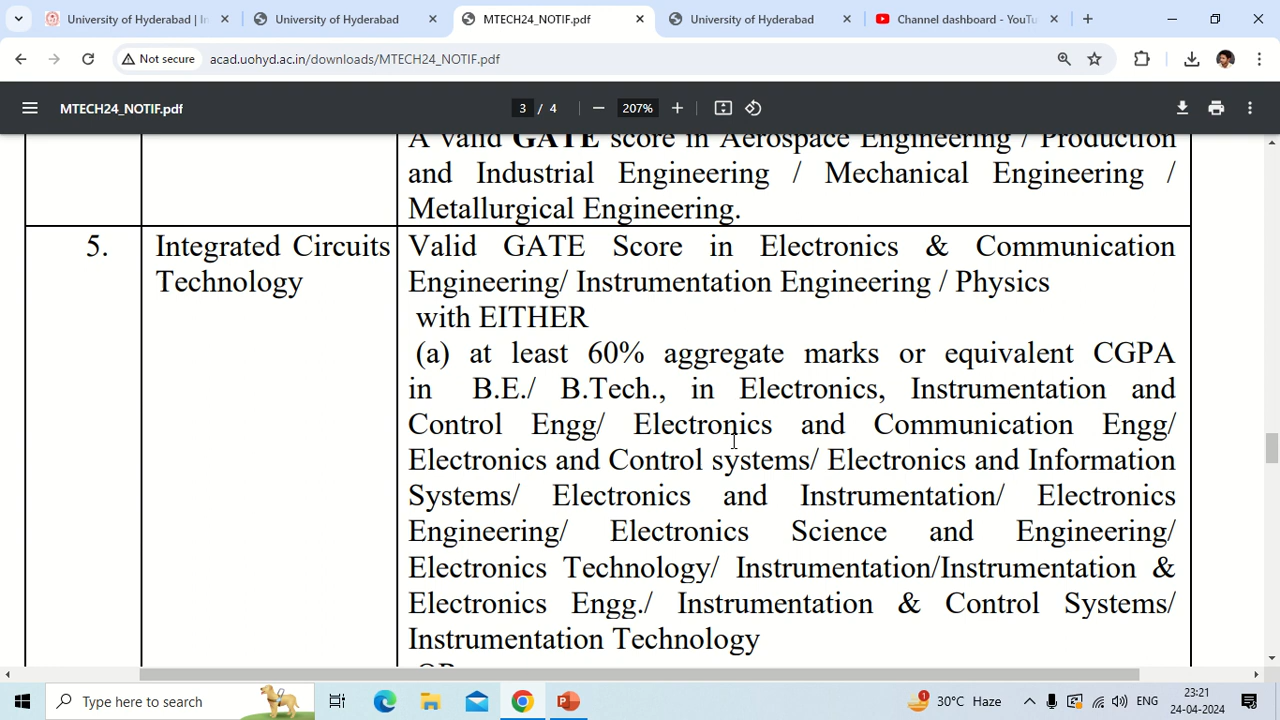 University of Hyderabad | In
University of Hyderabad
MTECH24_NOTIF.pdf
University of Hyderabad
Channel dashboard - YouTu
Not secure
acad.uohyd.ac.in/downloads/MTECH24_NOTIF.pdf
MTECH24_NOTIF.pdf
3 / 4
207%
A valid GATE score in Aerospace Engineering / Production
and Industrial Engineering / Mechanical Engineering /
Metallurgical Engineering.
5.
Integrated Circuits
Technology
Valid GATE Score in Electronics & Communication
Engineering/ Instrumentation Engineering / Physics
with EITHER
(a) at least 60% aggregate marks or equivalent CGPA
in B.E./ B.Tech., in Electronics, Instrumentation and
Control Engg/ Electronics and Communication Engg/
Electronics and Control systems/ Electronics and Information
Systems/ Electronics and Instrumentation/ Electronics
Engineering/ Electronics Science and Engineering/
Electronics Technology/ Instrumentation/Instrumentation &
Electronics Engg./ Instrumentation & Control Systems/
Instrumentation Technology
OR
Type here to search
1
30°C Haze
ENG
23:21
24-04-2024